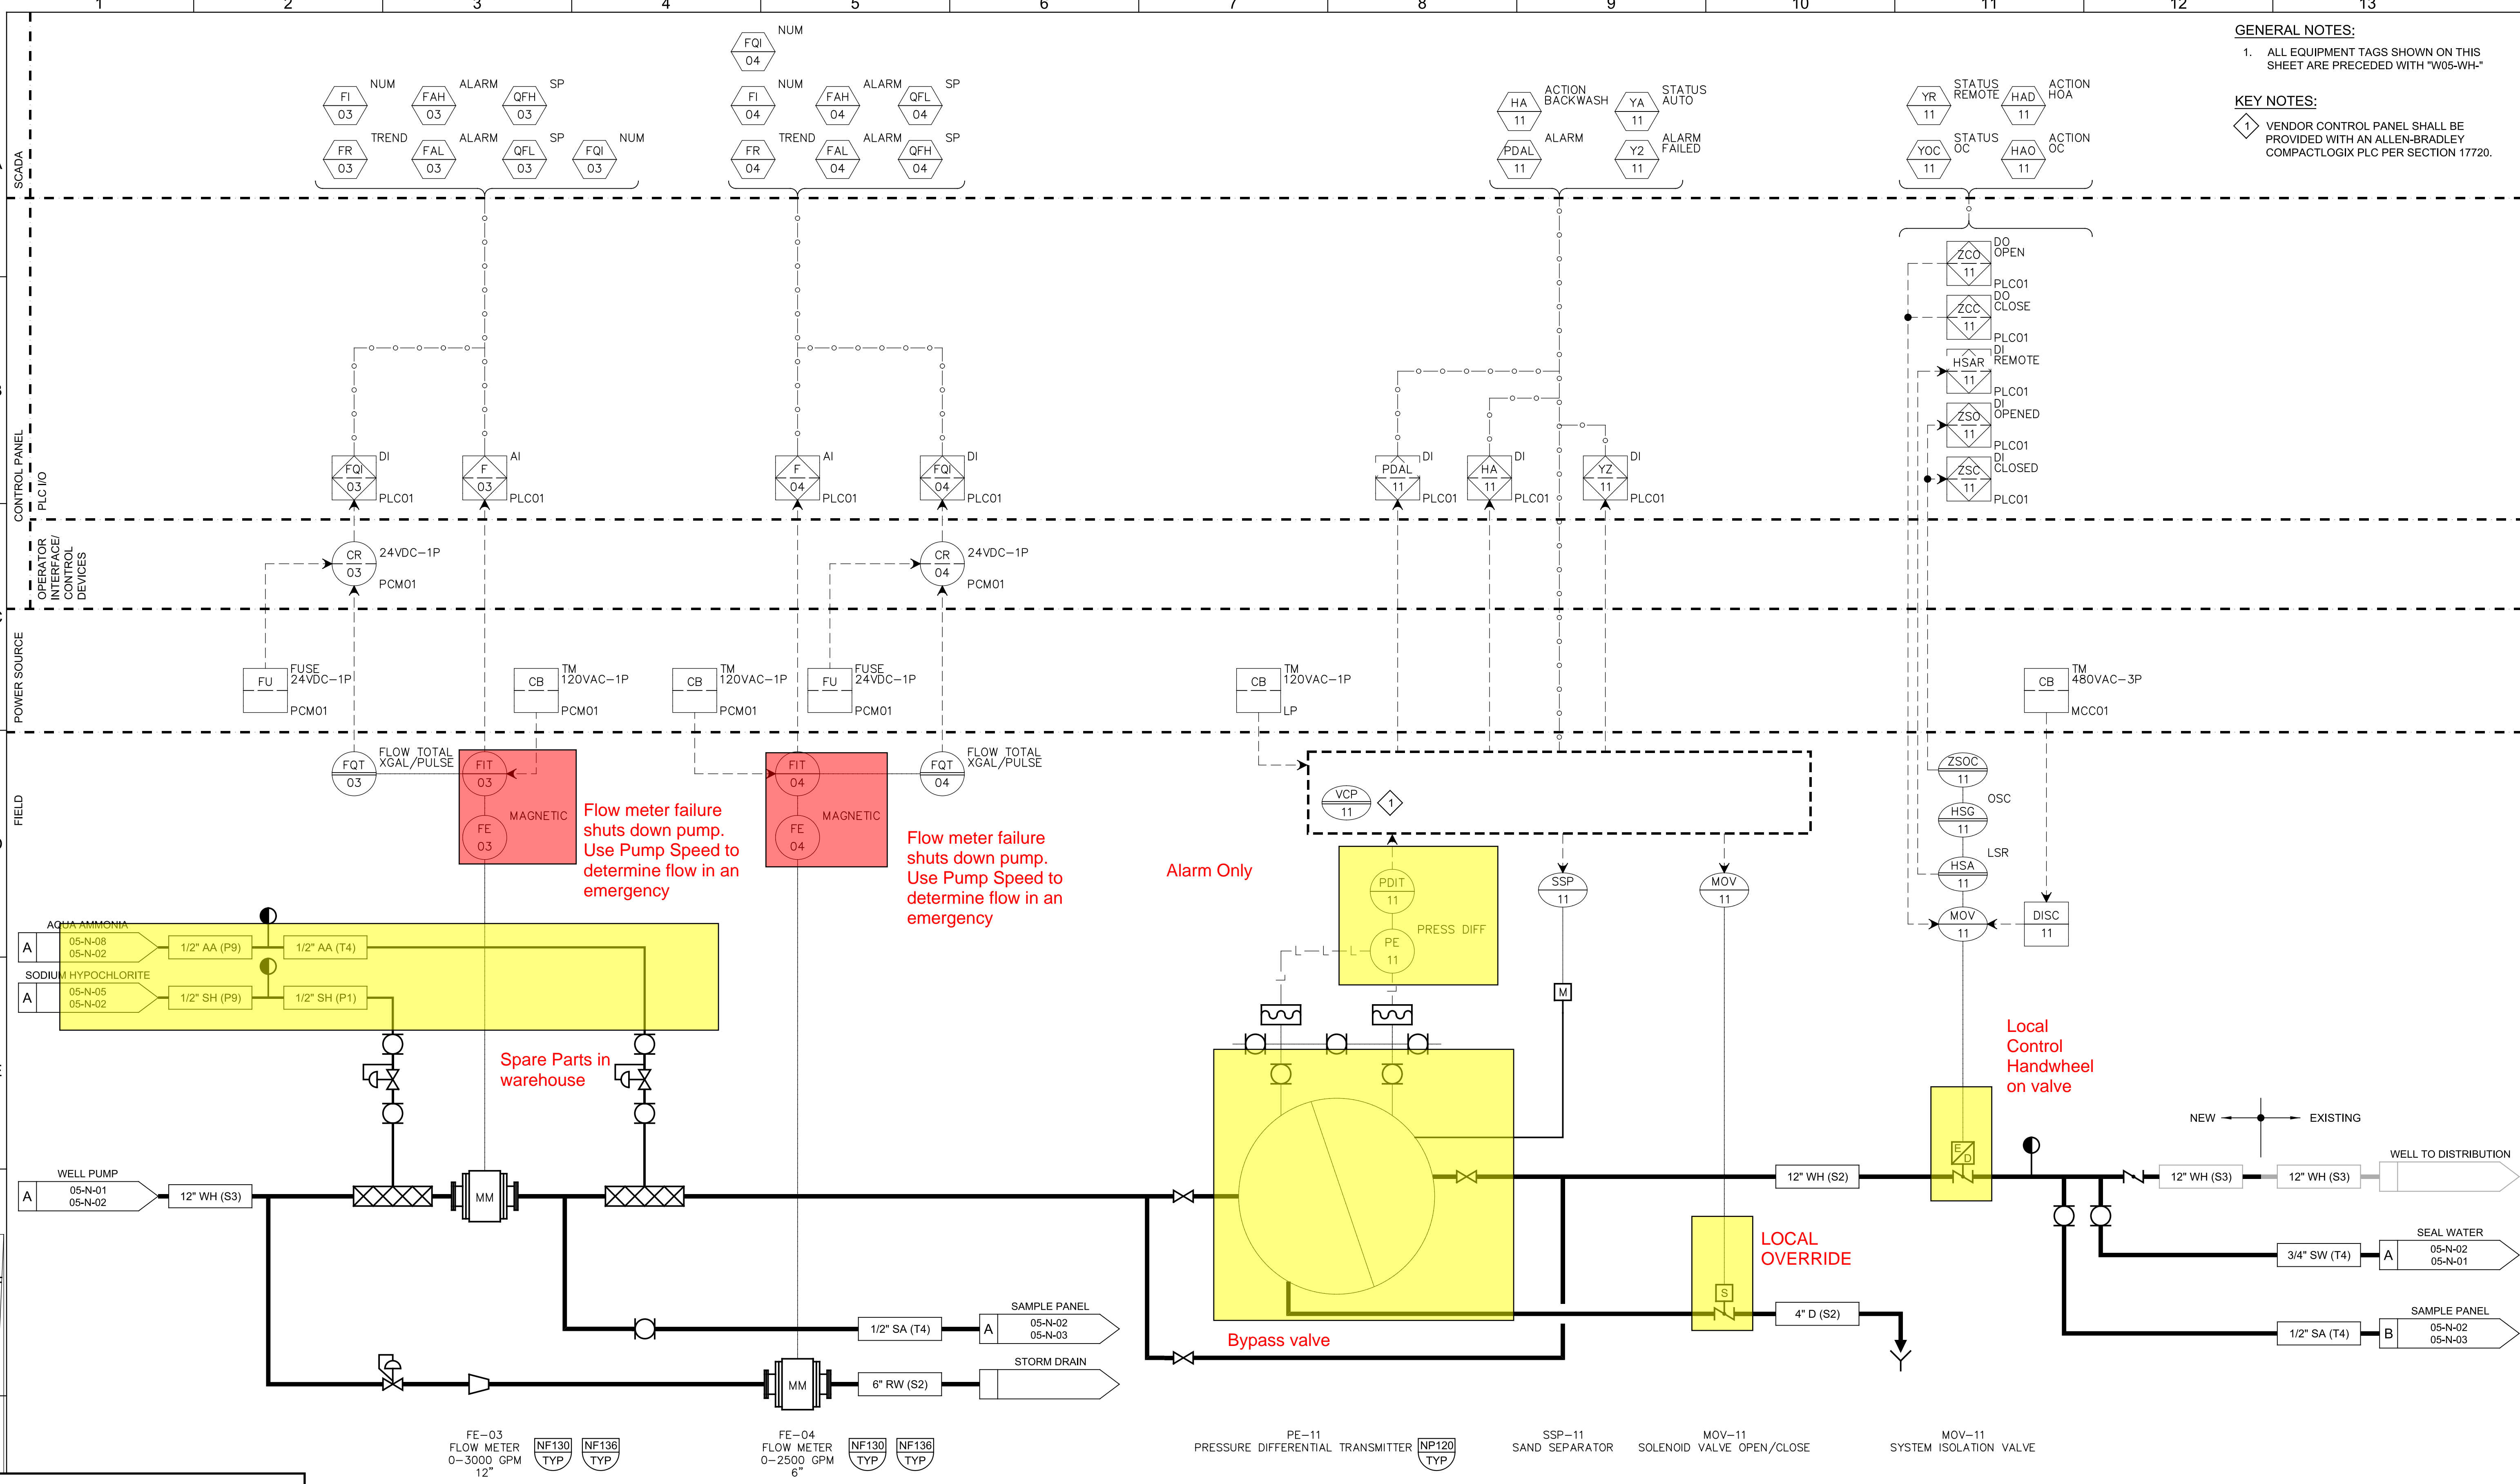 1 2 3 4 5 6 7 8 9 10 11 12 13
GENERAL NOTES:
1. ALL EQUIPMENT TAGS SHOWN ON THIS
SHEET ARE PRECEDED WITH "W05-WH-"
KEY NOTES:
1 VENDOR CONTROL PANEL SHALL BE
PROVIDED WITH AN ALLEN-BRADLEY
COMPACTLOGIX PLC PER SECTION 17720.
SCADA
CONTROL PANEL
PLC I/O
OPERATOR
INTERFACE/
CONTROL
DEVICES
POWER SOURCE
FIELD
FI
03
NUM
FAH
03
ALARM
QFH
03
SP
FR
03
TREND
FAL
03
ALARM
QFL
03
SP
FQI
03
NUM
FQI
04
NUM
FI
04
NUM
FAH
04
ALARM
QFL
04
SP
FR
04
TREND
FAL
04
ALARM
QFH
04
SP
HA
11
ACTION
BACKWASH
YA
11
STATUS
AUTO
PDAL
11
ALARM
Y2
11
ALARM
FAILED
YR
11
STATUS
REMOTE
HAD
11
ACTION
HOA
YOC
11
STATUS
OC
HAO
11
ACTION
OC
ZCO
11
DO
OPEN
PLC01
ZCC
11
DO
CLOSE
PLC01
HSAR
11
DI
REMOTE
PLC01
ZSO
11
DI
OPENED
PLC01
ZSC
11
DI
CLOSED
PLC01
FQI
03
DI
PLC01
F
03
AI
PLC01
F
04
AI
PLC01
FQI
04
DI
PLC01
PDAL
11
DI
PLC01
HA
11
DI
PLC01
YZ
11
DI
PLC01
CR
03
24VDC-1P
PCM01
CR
04
24VDC-1P
PCM01
FU
FUSE
24VDC-1P
PCM01
CB
TM
120VAC-1P
PCM01
CB
TM
120VAC-1P
PCM01
FU
FUSE
24VDC-1P
PCM01
CB
TM
120VAC-1P
LP
CB
TM
480VAC-3P
MCC01
FQT
03
FLOW TOTAL
XGAL/PULSE
FIT
03
FE
03
MAGNETIC
Flow meter failure
shuts down pump.
Use Pump Speed to
determine flow in an
emergency
FIT
04
FE
04
MAGNETIC
FQT
04
FLOW TOTAL
XGAL/PULSE
Flow meter failure
shuts down pump.
Use Pump Speed to
determine flow in an
emergency
Alarm Only
VCP
11
1
PDIT
11
PE
11
PRESS DIFF
SSP
11
MOV
11
ZSOC
11
OSC
HSG
11
LSR
HSA
11
MOV
11
DISC
11
AQUA AMMONIA
A
05-N-08
05-N-02
1/2" AA (P9)
1/2" AA (T4)
SODIUM HYPOCHLORITE
A
05-N-05
05-N-02
1/2" SH (P9)
1/2" SH (P1)
Spare Parts in
warehouse
M
Local
Control
Handwheel
on valve
NEW
EXISTING
WELL PUMP
A
05-N-01
05-N-02
12" WH (S3)
MM
12" WH (S2)
E
D
12" WH (S3)
12" WH (S3)
WELL TO DISTRIBUTION
LOCAL
OVERRIDE
S
4" D (S2)
Bypass valve
3/4" SW (T4)
SEAL WATER
A
05-N-02
05-N-01
1/2" SA (T4)
SAMPLE PANEL
A
05-N-02
05-N-03
1/2" SA (T4)
SAMPLE PANEL
B
05-N-02
05-N-03
MM
6" RW (S2)
STORM DRAIN
FE-03
FLOW METER
0-3000 GPM
12"
NF130
TYP
NF136
TYP
FE-04
FLOW METER
0-2500 GPM
6"
NF130
TYP
NF136
TYP
PE-11
PRESSURE DIFFERENTIAL TRANSMITTER
NP120
TYP
SSP-11
SAND SEPARATOR
MOV-11
SOLENOID VALVE OPEN/CLOSE
MOV-11
SYSTEM ISOLATION VALVE